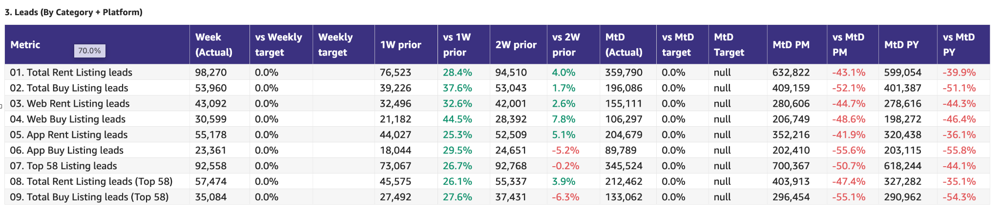 3. Leads (By Category + Platform)
Metric Week (Actual) vs Weekly target Weekly target 1W prior vs 1W prior 2W prior vs 2W prior MtD (Actual) vs MtD target MtD Target MtD PM vs MtD PM MtD PY vs MtD PY
70.0%
01. Total Rent Listing leads 98,270 0.0% 76,523 28.4% 94,510 4.0% 359,790 0.0% null 632,822 -43.1% 599,054 -39.9%
02. Total Buy Listing leads 53,960 0.0% 39,226 37.6% 53,043 1.7% 196,086 0.0% null 409,159 -52.1% 401,387 -51.1%
03. Web Rent Listing leads 43,092 0.0% 32,496 32.6% 42,001 2.6% 155,111 0.0% null 280,606 -44.7% 278,616 -44.3%
04. Web Buy Listing leads 30,599 0.0% 21,182 44.5% 28,392 7.8% 106,297 0.0% null 206,749 -48.6% 198,272 -46.4%
05. App Rent Listing leads 55,178 0.0% 44,027 25.3% 52,509 5.1% 204,679 0.0% null 352,216 -41.9% 320,438 -36.1%
06. App Buy Listing leads 23,361 0.0% 18,044 29.5% 24,651 -5.2% 89,789 0.0% null 202,410 -55.6% 203,115 -55.8%
07. Top 58 Listing leads 92,558 0.0% 73,067 26.7% 92,768 -0.2% 345,524 0.0% null 700,367 -50.7% 618,244 -44.1%
08. Total Rent Listing leads (Top 58) 57,474 0.0% 45,575 26.1% 55,337 3.9% 212,462 0.0% null 403,913 -47.4% 327,282 -35.1%
09. Total Buy Listing leads (Top 58) 35,084 0.0% 27,492 27.6% 37,431 -6.3% 133,062 0.0% null 296,454 -55.1% 290,962 -54.3%